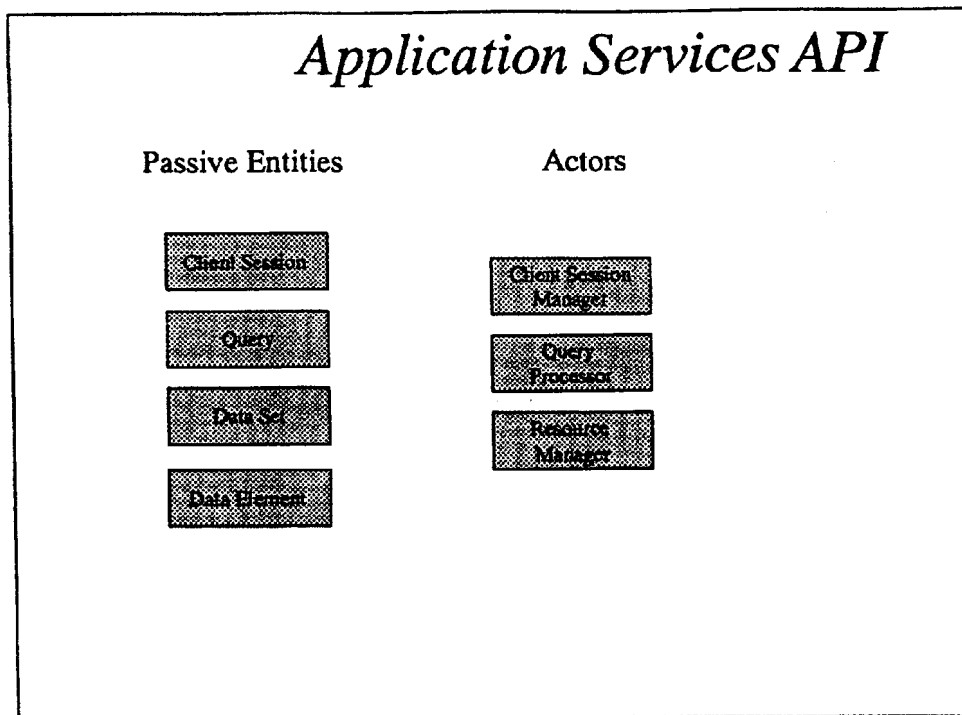 Application Services API
Passive Entities
Client Session
Query
Data Set
Data Element
Actors
Client Session
Manager
Query
Processor
Resource
Manager